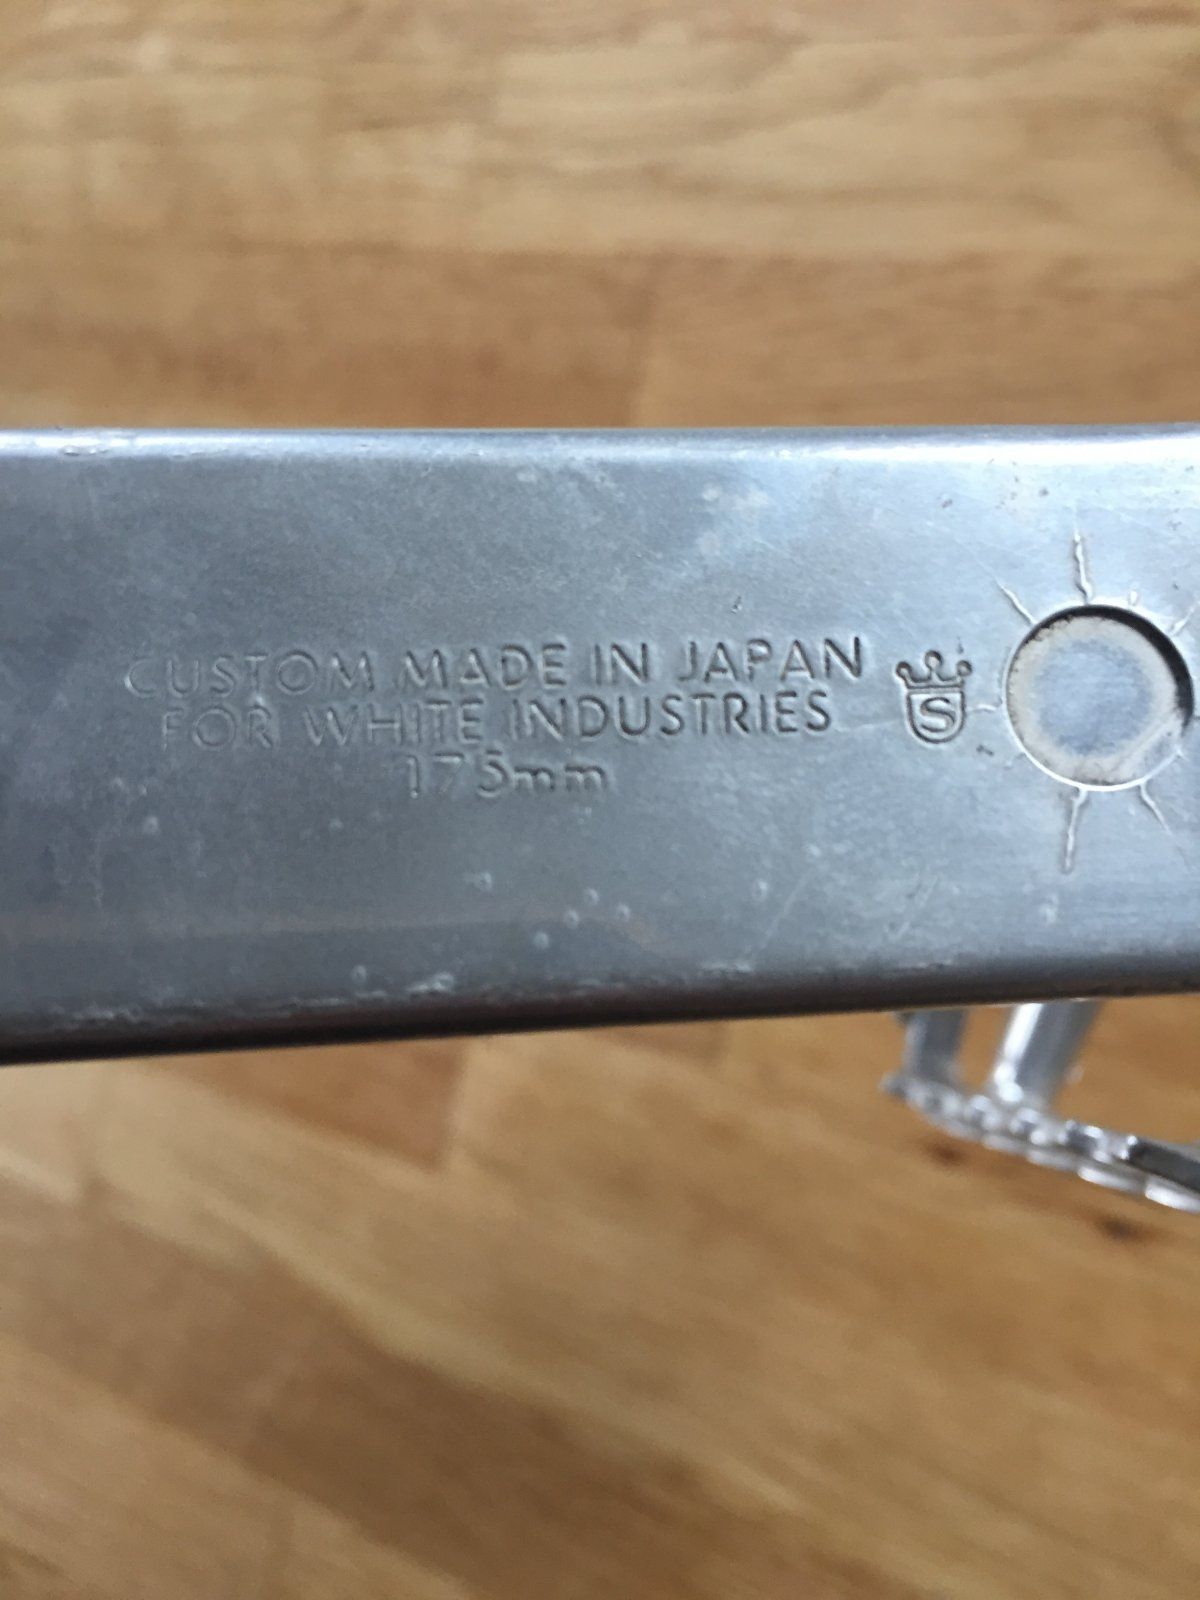 CUSTOM MADE IN JAPAN
FOR WHITE INDUSTRIES
175mm
S